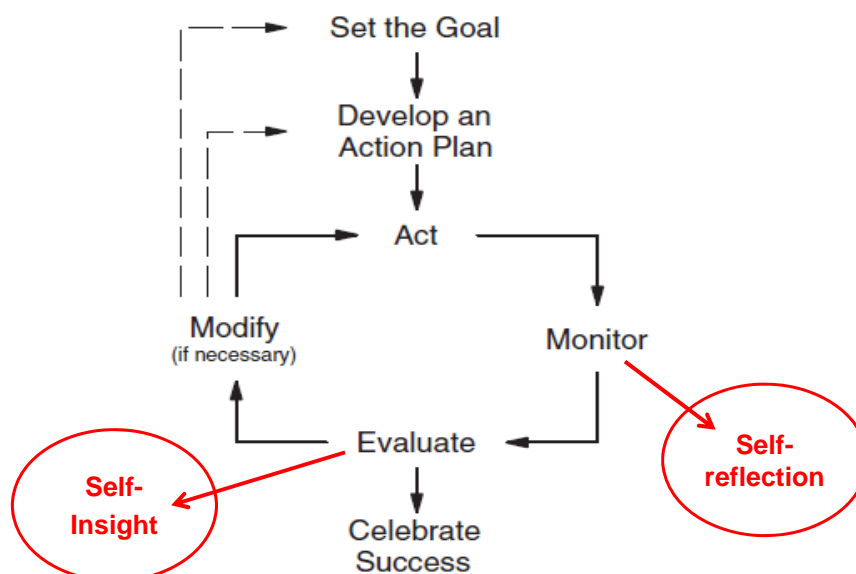 Set the Goal
Develop an
Action Plan
Act
Modify
(if necessary)
Monitor
Evaluate
Self-
reflection
Self-
Insight
Celebrate
Success